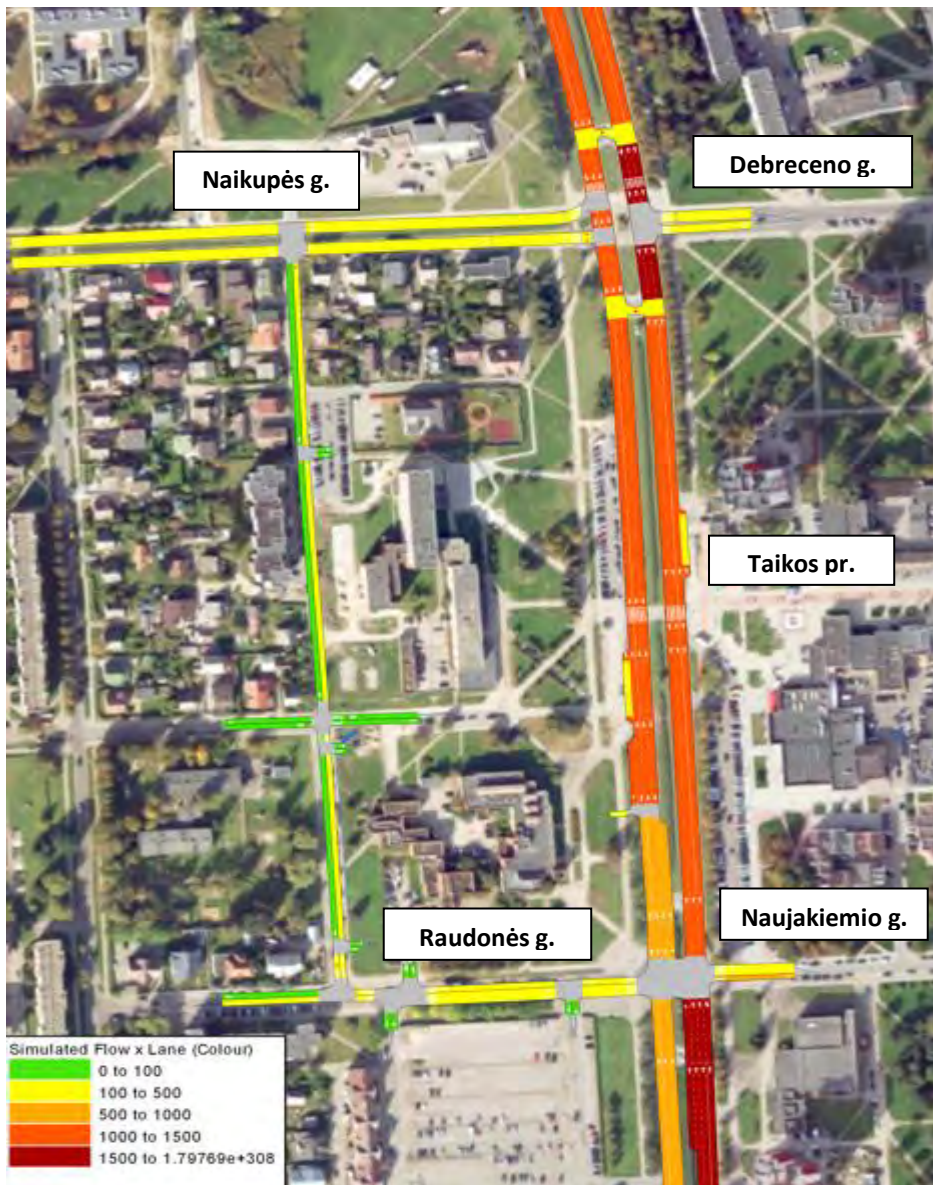 Naikupės g.
Debreceno g.
Taikos pr.
Naujakiemio g.
Raudonės g.
Simulated Flow x Lane (Colour)
0 to 100
100 to 500
500 to 1000
1000 to 1500
1500 to 1.79769e+308